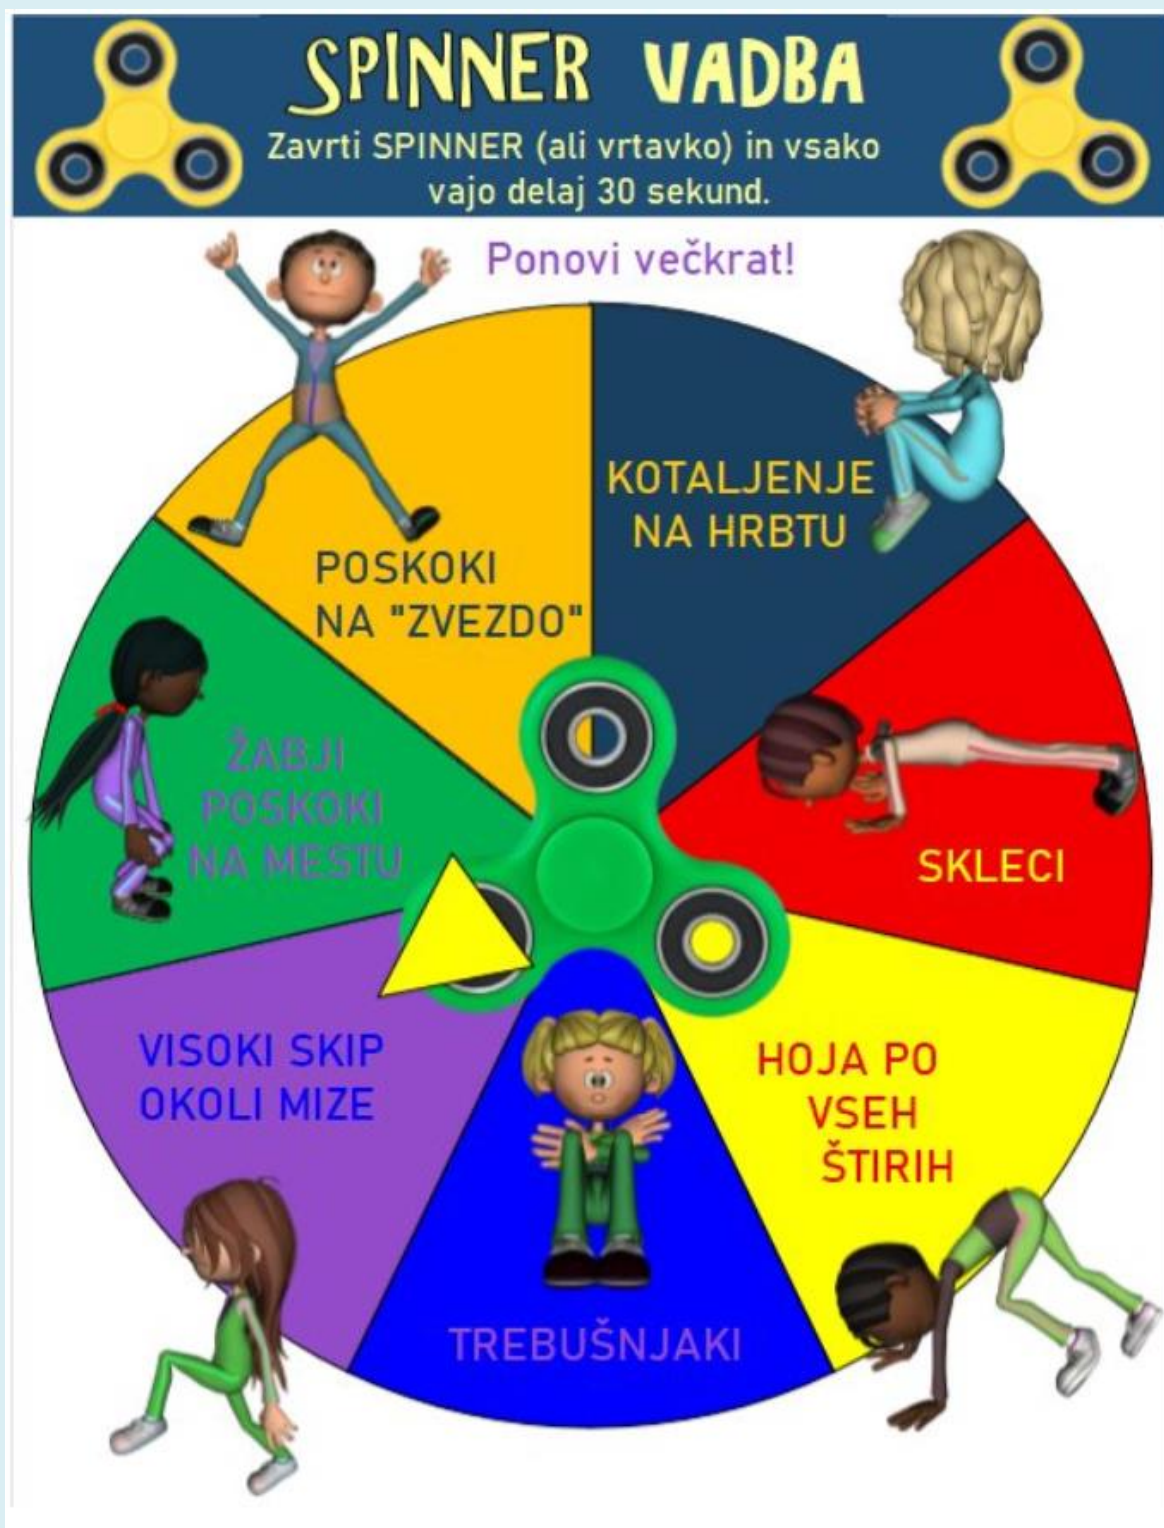 SPINNER VADBA
Zavrti SPINNER (ali vrtavko) in vsako
vajo delaj 30 sekund.
Ponovi večkrat!
KOTALJENJE
NA HRBTU
POSKOKI
NA "ZVEZDO"
ŽABJI
POSKOKI
NA MESTU
SKLECI
VISOKI SKIP
OKOLI MIZE
HOJA PO
VSEH
ŠTIRIH
TREBUŠNJAKI